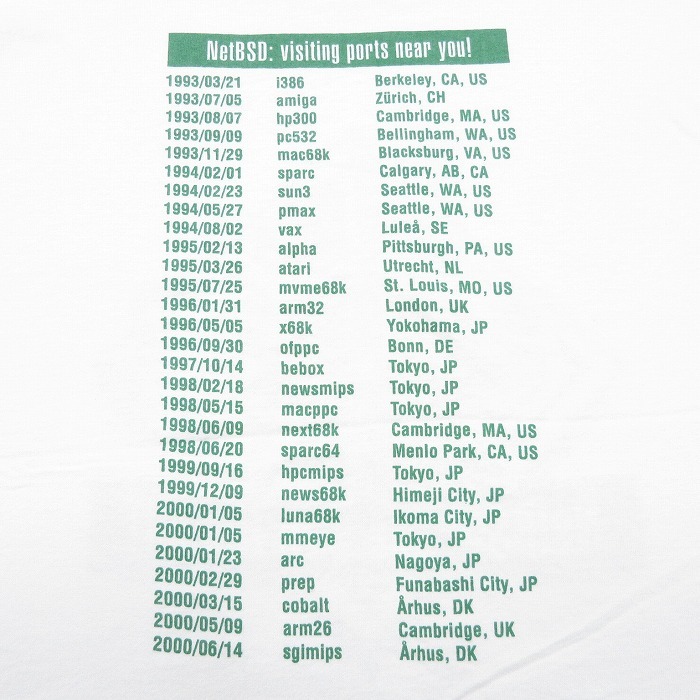 NetBSD: visiting ports near you!
1993/03/21 i386 Berkeley, CA, US
1993/07/05 amiga Zürich, CH
1993/08/07 hp300 Cambridge, MA, US
1993/09/09 pc532 Bellingham, WA, US
1993/11/29 mac68k Blacksburg, VA, US
1994/02/01 sparc Calgary, AB, CA
1994/02/23 sun3 Seattle, WA, US
1994/05/27 pmax Seattle, WA, US
1994/08/02 vax Luleå, SE
1995/02/13 alpha Pittsburgh, PA, US
1995/03/26 atari Utrecht, NL
1995/07/25 mvme68k St. Louis, MO, US
1996/01/31 arm32 London, UK
1996/05/05 x68k Yokohama, JP
1996/09/30 ofppc Bonn, DE
1997/10/14 bebox Tokyo, JP
1998/02/18 newsmips Tokyo, JP
1998/05/15 macppc Tokyo, JP
1998/06/09 next68k Cambridge, MA, US
1998/06/20 sparc64 Menlo Park, CA, US
1999/09/16 hpcmips Tokyo, JP
1999/12/09 news68k Himeji City, JP
2000/01/05 luna68k Ikoma City, JP
2000/01/05 mmeye Tokyo, JP
2000/01/23 arc Nagoya, JP
2000/02/29 prep Funabashi City, JP
2000/03/15 cobalt Århus, DK
2000/05/09 arm26 Cambridge, UK
2000/06/14 sgimips Århus, DK